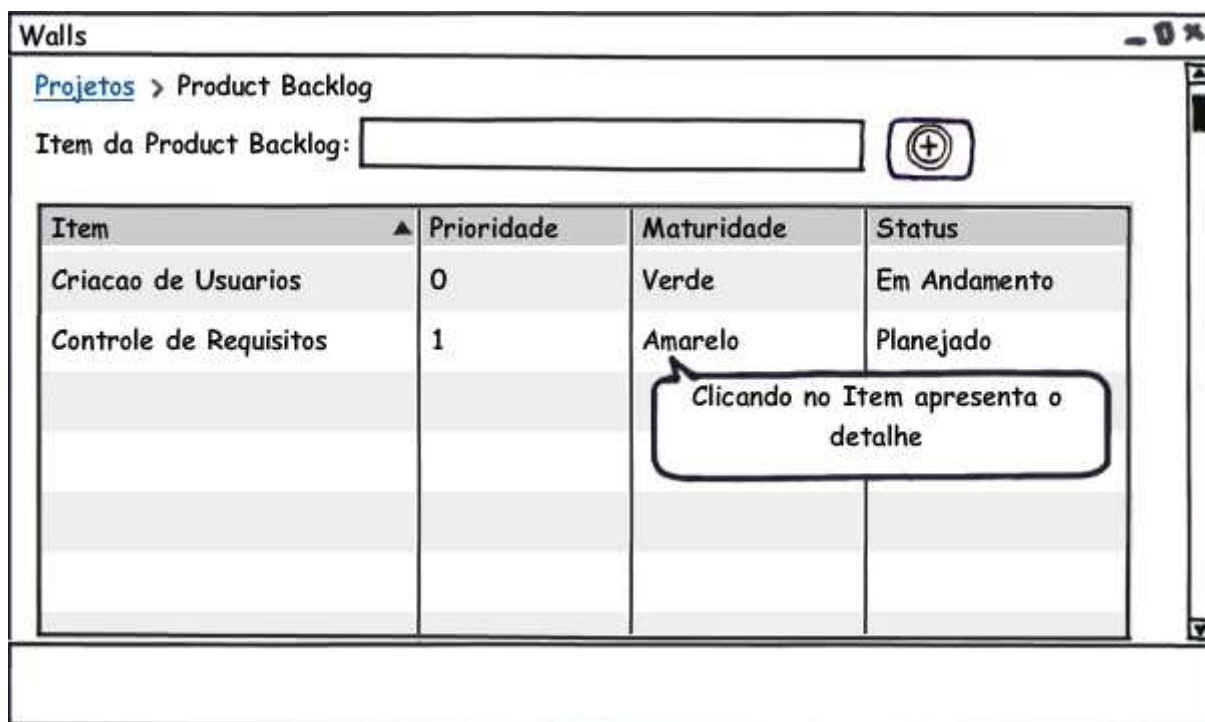 Walls
Projetos > Product Backlog
Item da Product Backlog:
Item Prioridade Maturidade Status
Criacao de Usuarios 0 Verde Em Andamento
Controle de Requisitos 1 Amarelo Planejado
Clicando no Item apresenta o
detalhe